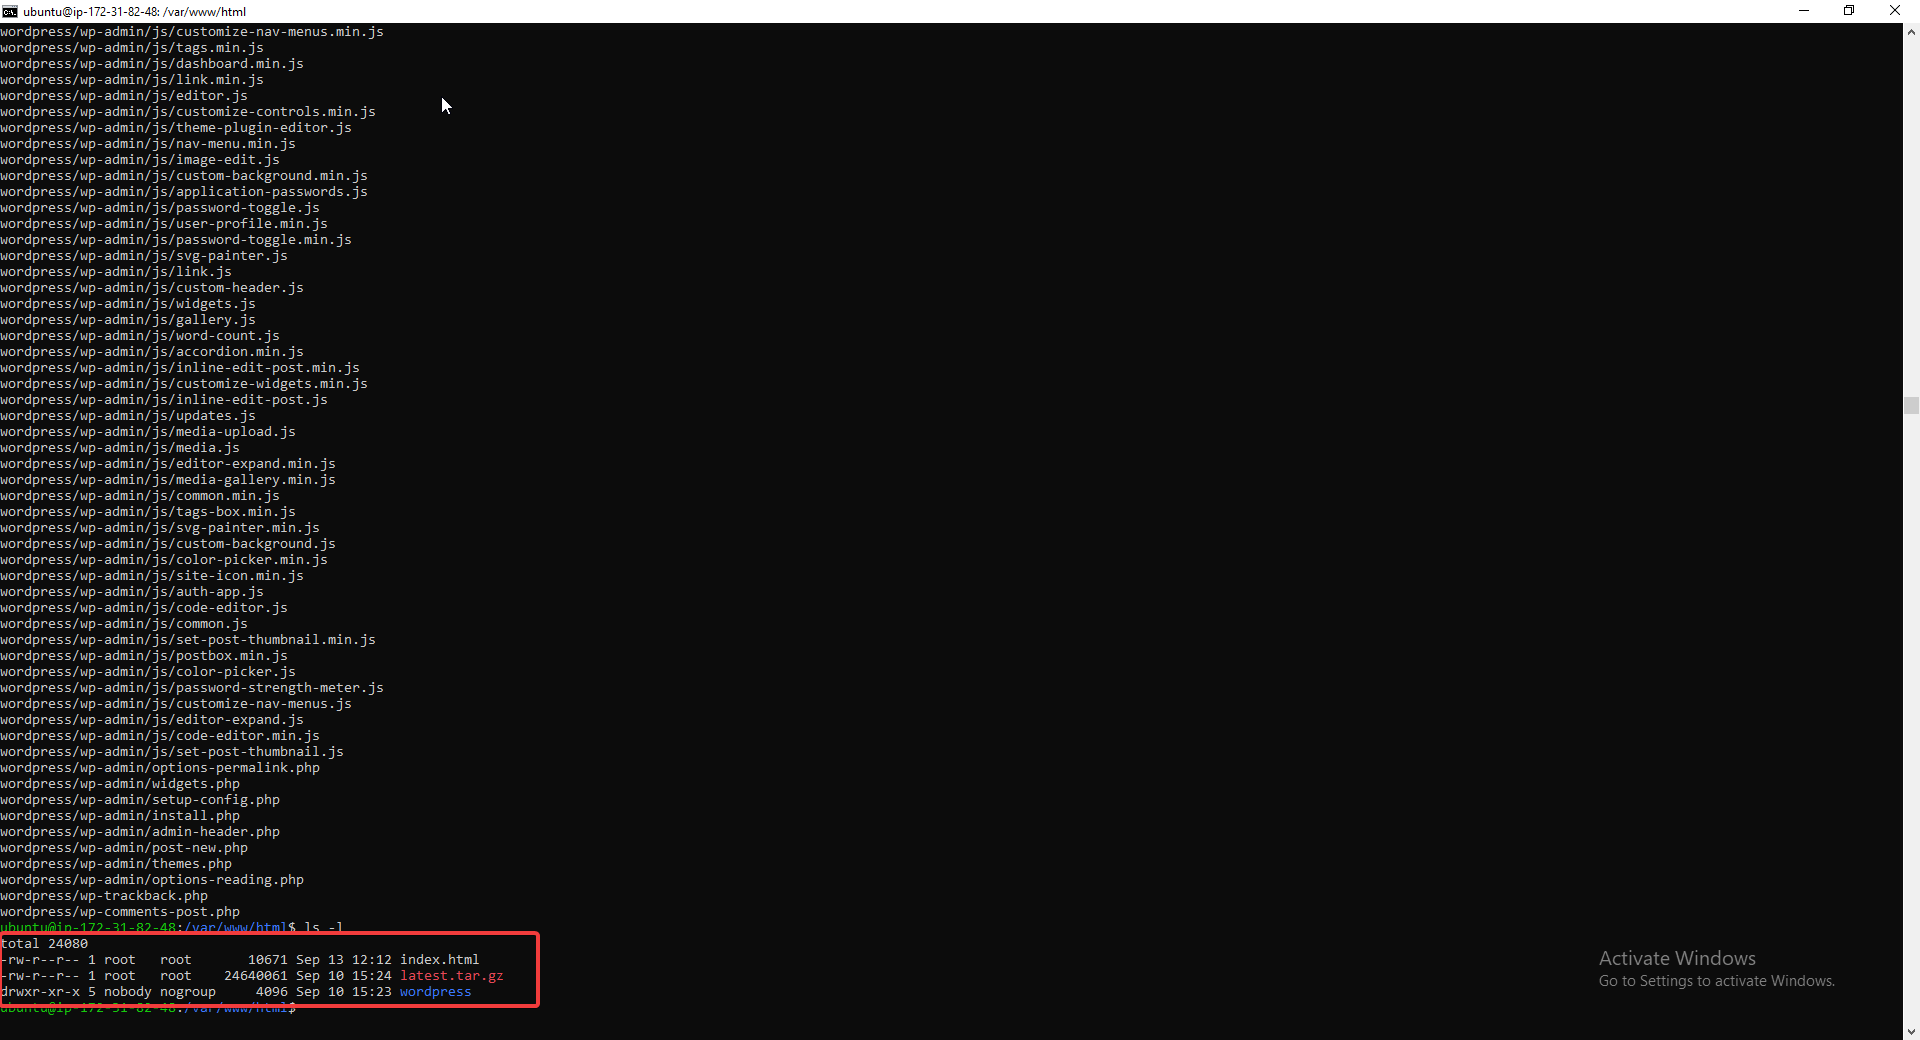 ubuntu@ip-172-31-82-48: /var/www/html
wordpress/wp-admin/js/customize-nav-menus.min.js
wordpress/wp-admin/js/tags.min.js
wordpress/wp-admin/js/dashboard.min.js
wordpress/wp-admin/js/link.min.js
wordpress/wp-admin/js/editor.js
wordpress/wp-admin/js/customize-controls.min.js
wordpress/wp-admin/js/theme-plugin-editor.js
wordpress/wp-admin/js/nav-menu.min.js
wordpress/wp-admin/js/image-edit.js
wordpress/wp-admin/js/custom-background.min.js
wordpress/wp-admin/js/application-passwords.js
wordpress/wp-admin/js/password-toggle.js
wordpress/wp-admin/js/user-profile.min.js
wordpress/wp-admin/js/password-toggle.min.js
wordpress/wp-admin/js/svg-painter.js
wordpress/wp-admin/js/link.js
wordpress/wp-admin/js/custom-header.js
wordpress/wp-admin/js/widgets.js
wordpress/wp-admin/js/gallery.js
wordpress/wp-admin/js/word-count.js
wordpress/wp-admin/js/accordion.min.js
wordpress/wp-admin/js/inline-edit-post.min.js
wordpress/wp-admin/js/customize-widgets.min.js
wordpress/wp-admin/js/inline-edit-post.js
wordpress/wp-admin/js/updates.js
wordpress/wp-admin/js/media-upload.js
wordpress/wp-admin/js/media.js
wordpress/wp-admin/js/editor-expand.min.js
wordpress/wp-admin/js/media-gallery.min.js
wordpress/wp-admin/js/common.min.js
wordpress/wp-admin/js/tags-box.min.js
wordpress/wp-admin/js/svg-painter.min.js
wordpress/wp-admin/js/custom-background.js
wordpress/wp-admin/js/color-picker.min.js
wordpress/wp-admin/js/site-icon.min.js
wordpress/wp-admin/js/auth-app.js
wordpress/wp-admin/js/code-editor.js
wordpress/wp-admin/js/common.js
wordpress/wp-admin/js/set-post-thumbnail.min.js
wordpress/wp-admin/js/postbox.min.js
wordpress/wp-admin/js/color-picker.js
wordpress/wp-admin/js/password-strength-meter.js
wordpress/wp-admin/js/customize-nav-menus.js
wordpress/wp-admin/js/editor-expand.js
wordpress/wp-admin/js/code-editor.min.js
wordpress/wp-admin/js/set-post-thumbnail.js
wordpress/wp-admin/options-permalink.php
wordpress/wp-admin/widgets.php
wordpress/wp-admin/setup-config.php
wordpress/wp-admin/install.php
wordpress/wp-admin/admin-header.php
wordpress/wp-admin/post-new.php
wordpress/wp-admin/themes.php
wordpress/wp-admin/options-reading.php
wordpress/wp-trackback.php
wordpress/wp-comments-post.php
ubuntu@ip-172-31-82-48:/var/www/html$ ls -l
total 24080
-rw-r--r-- 1 root   root       10671 Sep 13 12:12 index.html
-rw-r--r-- 1 root   root    24640061 Sep 10 15:24 latest.tar.gz
drwxr-xr-x 5 nobody nogroup     4096 Sep 10 15:23 wordpress
ubuntu@ip-172-31-82-48:/var/www/html$
Activate Windows
Go to Settings to activate Windows.